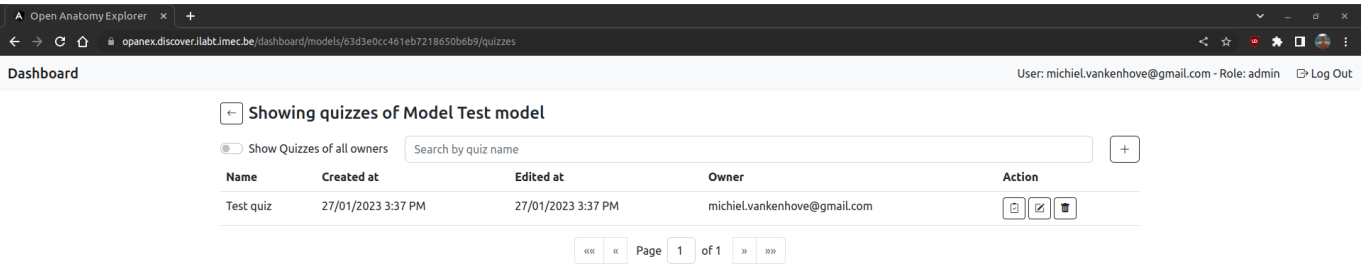 Open Anatomy Explorer
opanex.discover.ilabt.imec.be/dashboard/models/63d3e0cc461eb7218650b6b9/quizzes
Dashboard
User: michiel.vankenhove@gmail.com - Role: admin Log Out
Showing quizzes of Model Test model
Show Quizzes of all owners Search by quiz name +
Name Created at Edited at Owner Action
Test quiz 27/01/2023 3:37 PM 27/01/2023 3:37 PM michiel.vankenhove@gmail.com
«« « Page 1 of 1 » »»